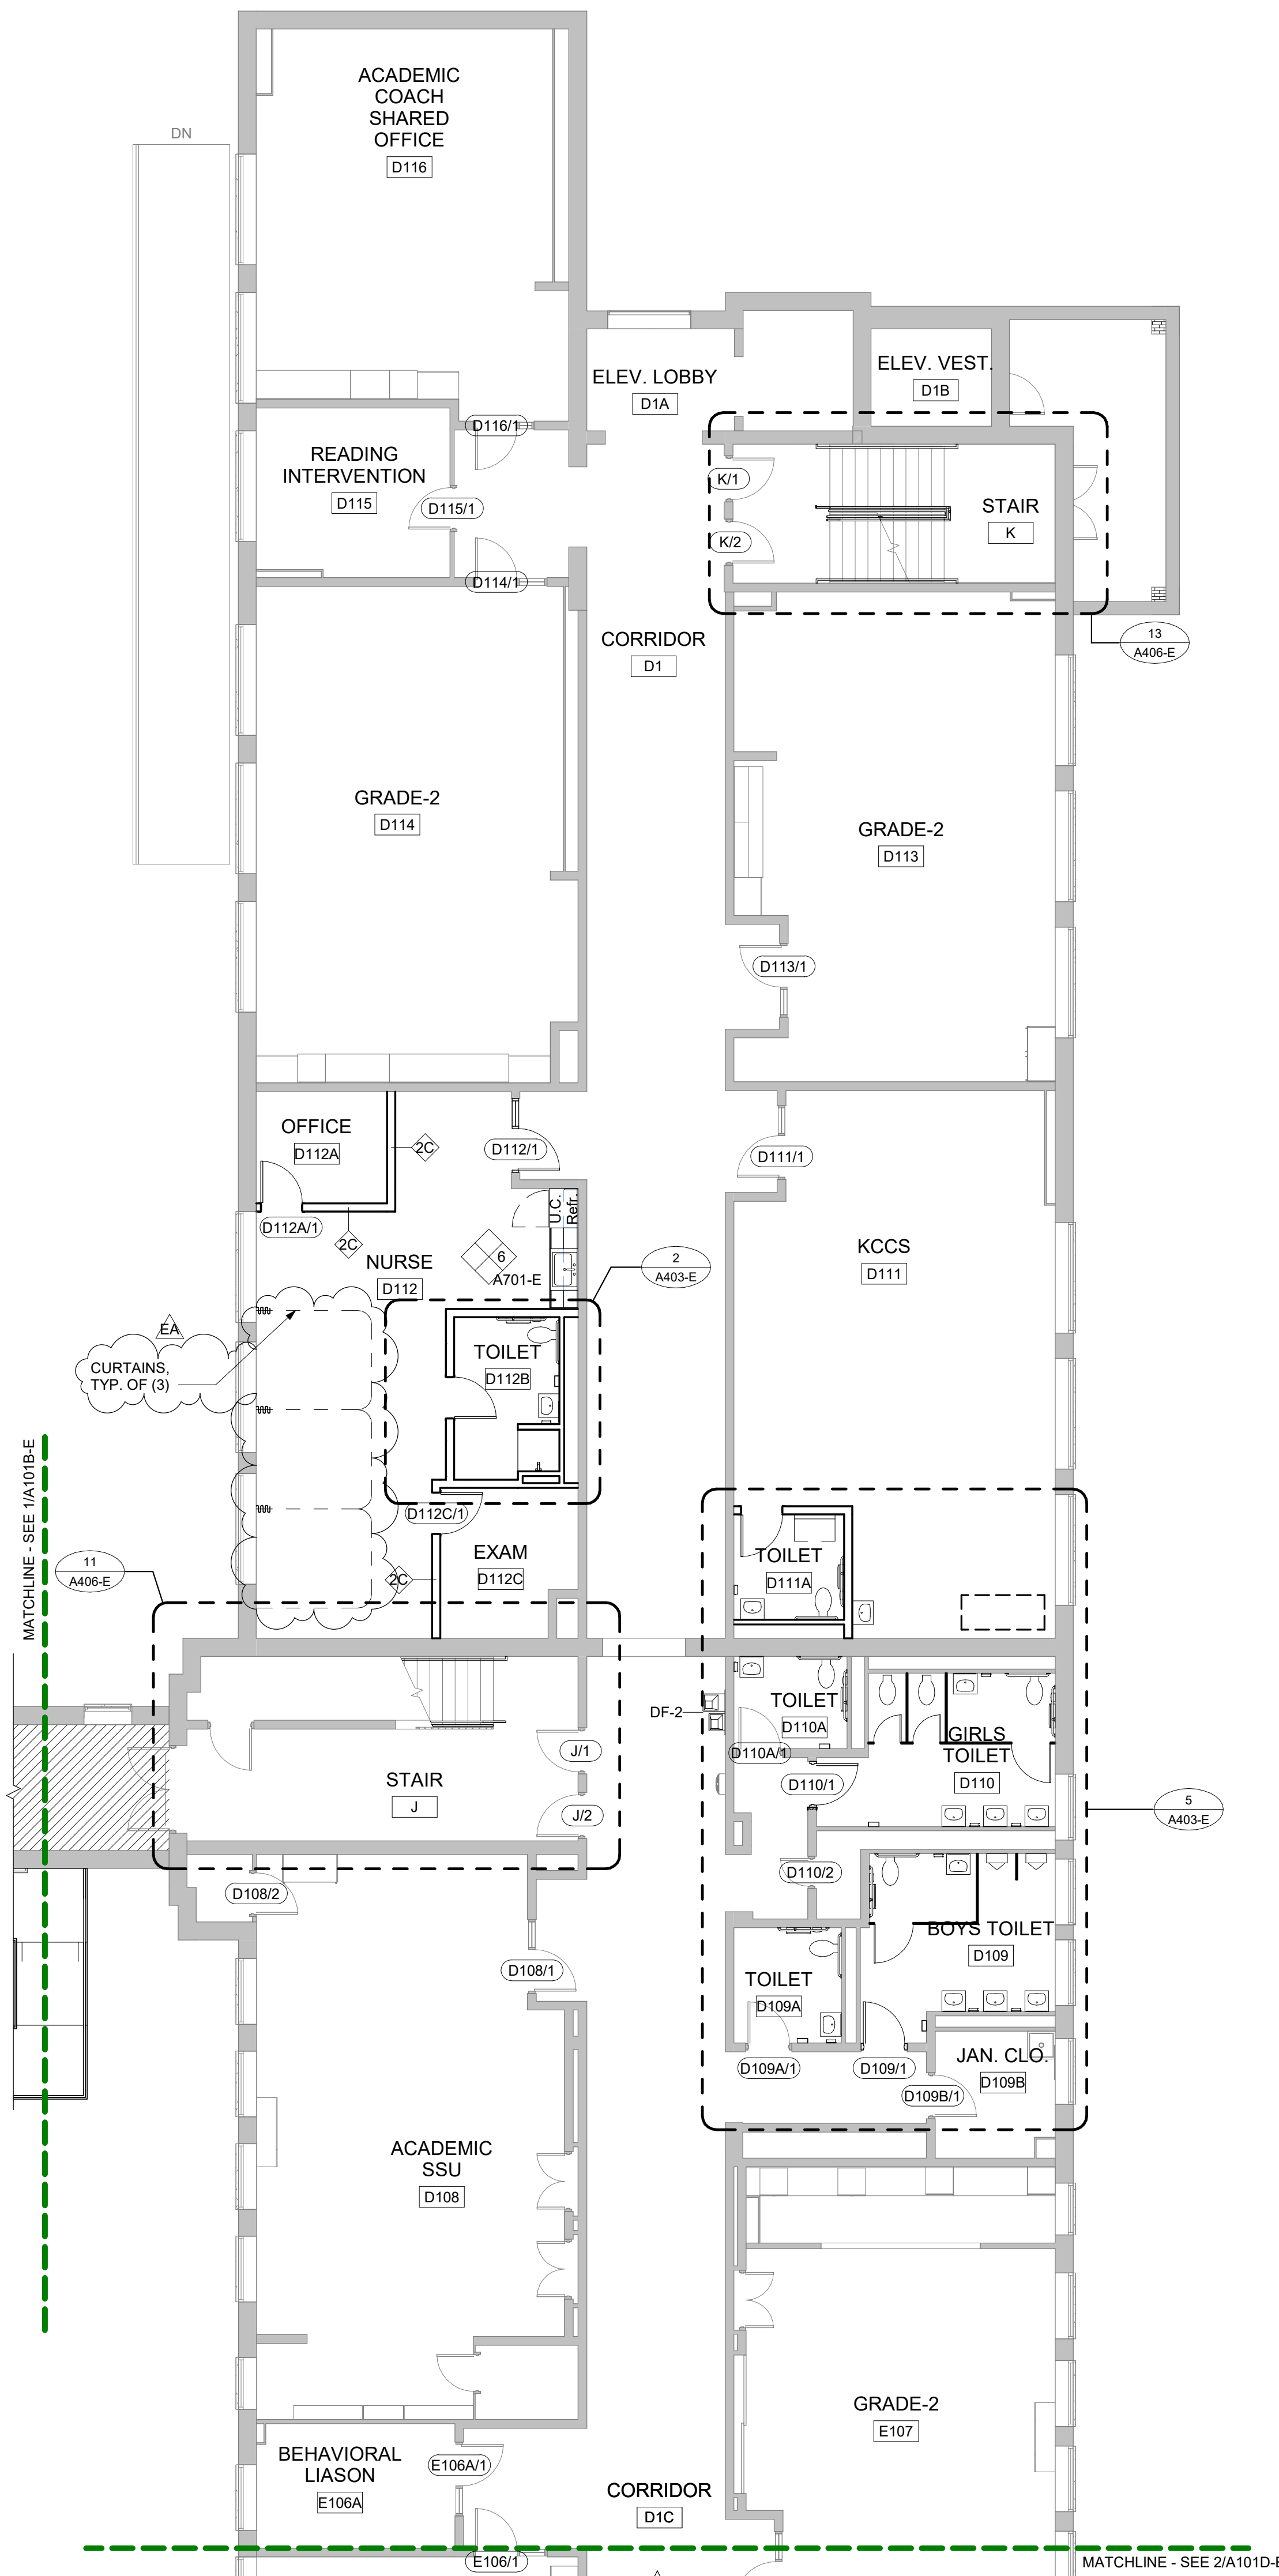 ACADEMIC
COACH
SHARED
OFFICE
D116
DN
ELEV. LOBBY
D1A
ELEV. VEST.
D1B
D116/1
READING
INTERVENTION
D115
D115/1
D114/1
K/1
K/2
STAIR
K
13
A406-E
CORRIDOR
D1
GRADE-2
D114
GRADE-2
D113
D113/1
OFFICE
D112A
2C
D112/1
D111/1
D112A/1
2C
U.C.
Refr.
NURSE
D112
6
A701-E
2
A403-E
KCCS
D111
EA
CURTAINS,
TYP. OF (3)
TOILET
D112B
MATCHLINE - SEE 1/A101B-E
D112C/1
EXAM
D112C
2C
11
A406-E
TOILET
D111A
DF-2
TOILET
D110A
D110A/1
D110/1
GIRLS
TOILET
D110
J/1
J/2
STAIR
J
5
A403-E
D110/2
D108/2
D108/1
BOYS TOILET
D109
TOILET
D109A
D109A/1
D109/1
D109B/1
JAN. CLO.
D109B
ACADEMIC
SSU
D108
GRADE-2
E107
BEHAVIORAL
LIASON
E106A
E106A/1
CORRIDOR
D1C
E106/1
MATCHLINE - SEE 2/A101D-E